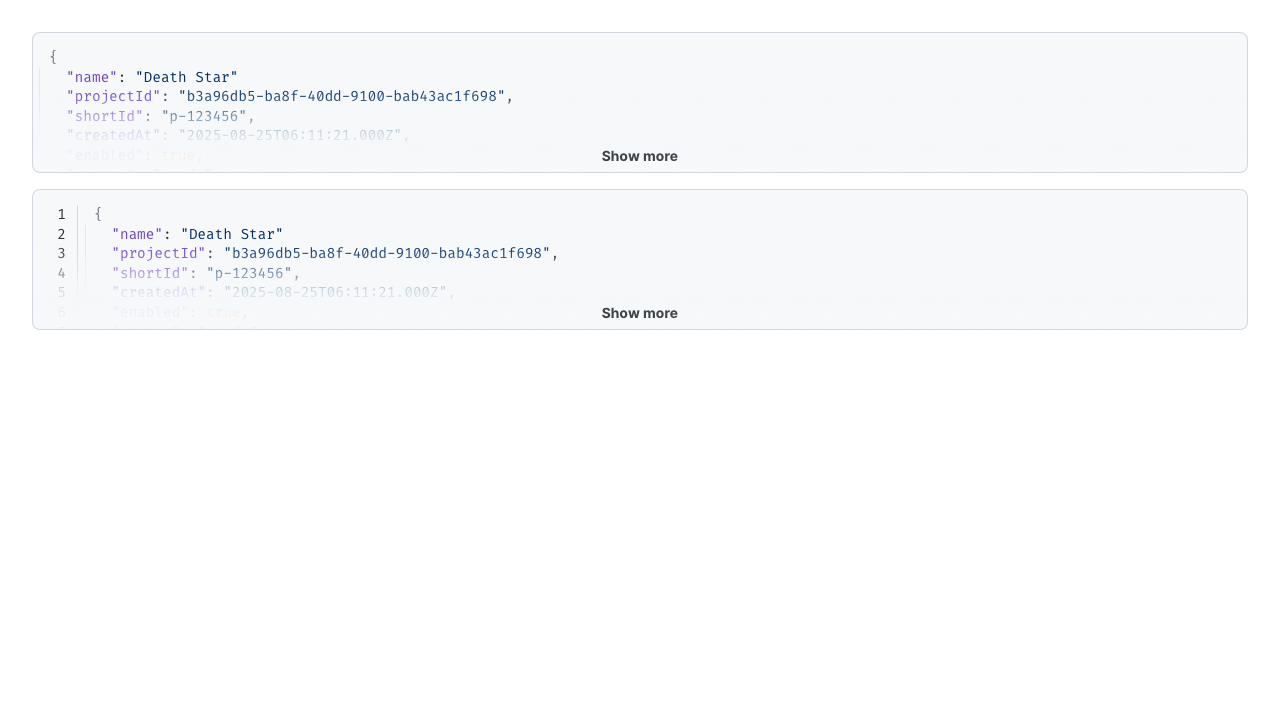 {
"name": "Death Star"
"projectId": "b3a96db5-ba8f-40dd-9100-bab43ac1f698",
"shortId": "p-123456",
"createdAt": "2025-08-25T06:11:21.000Z",
"enabled": true,
Show more
1 {
2 "name": "Death Star"
3 "projectId": "b3a96db5-ba8f-40dd-9100-bab43ac1f698",
4 "shortId": "p-123456",
5 "createdAt": "2025-08-25T06:11:21.000Z",
6 "enabled": true,
Show more